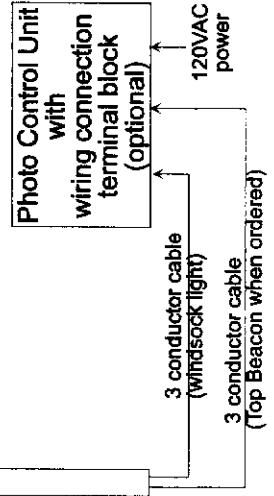 Photo Control Unit
with
wiring connection
terminal block
(optional)
120VAC
power
3 conductor cable
(windsock light)
3 conductor cable
(Top Beacon when ordered)